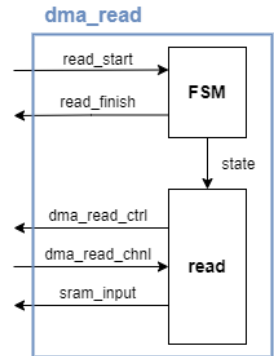 dma_read
read_start
FSM
read_finish
state
dma_read_ctrl
dma_read_chnl
read
sram_input